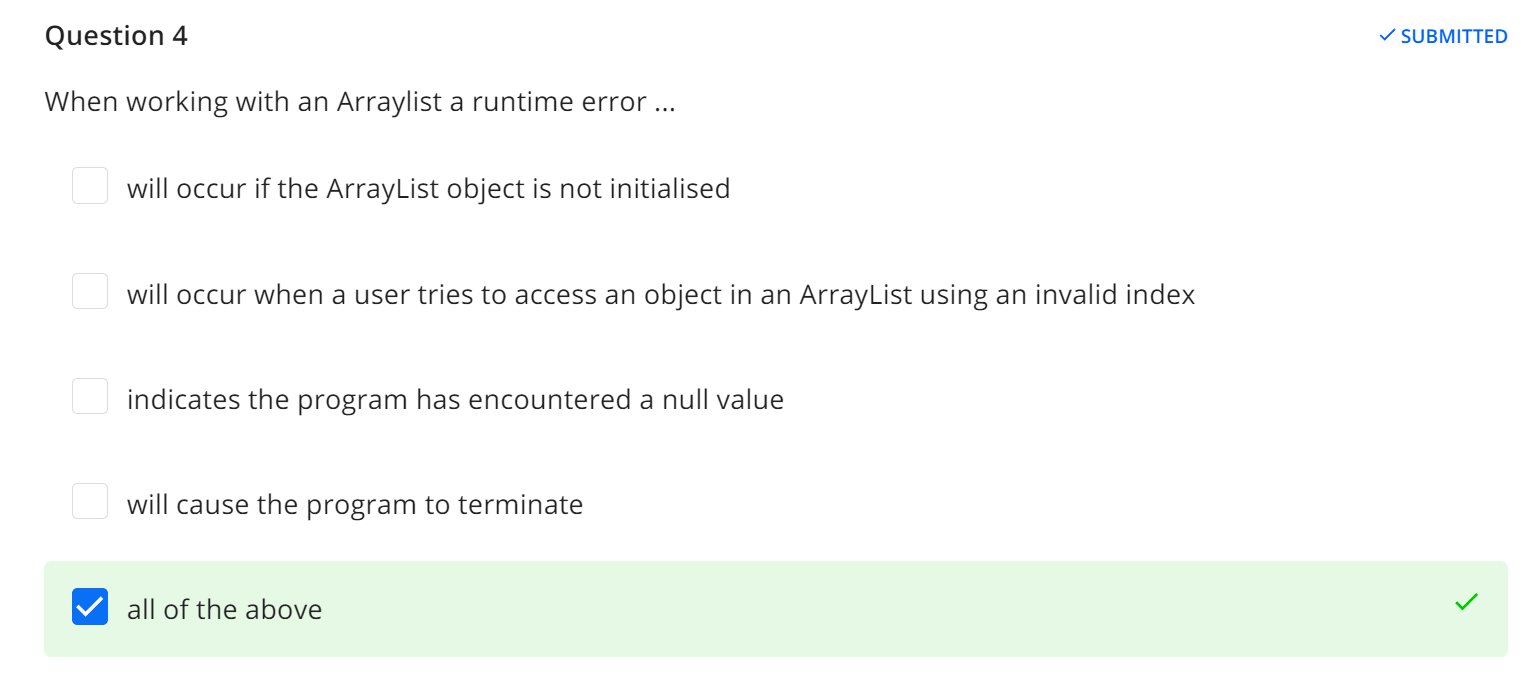 Question 4
SUBMITTED
When working with an Arraylist a runtime error ...
will occur if the ArrayList object is not initialised
will occur when a user tries to access an object in an ArrayList using an invalid index
indicates the program has encountered a null value
will cause the program to terminate
all of the above